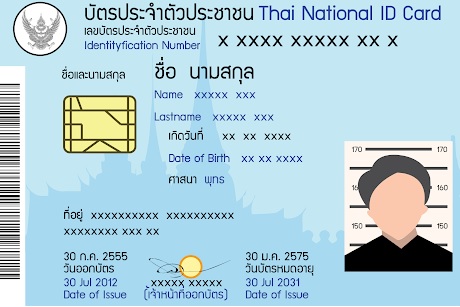 บัตรประจำตัวประชาชน Thai National ID Card
เลขบัตรประจำตัวประชาชน
Identityfication Number x xxxx xxxxx xx x
ชื่อและนามสกุล ชื่อ นามสกุล
Name xxxxx xxx
Lastname xxxxx xxx
เกิดวันที่ xx xx xxxx
Date of Birth xx xx xxxx
ศาสนา พุทธ
ที่อยู่ xxxxxxxxxx xxxxxxxxxx
xxxxxxxx xxx xx
170 170
160 160
150 150
30 ก.ค. 2555
วันออกบัตร
30 Jul 2012
Date of Issue
xxxxx xxxxx
(เจ้าหน้าที่ออกบัตร)
30 ม.ค. 2575
วันบัตรหมดอายุ
30 Jul 2031
Date of Issue